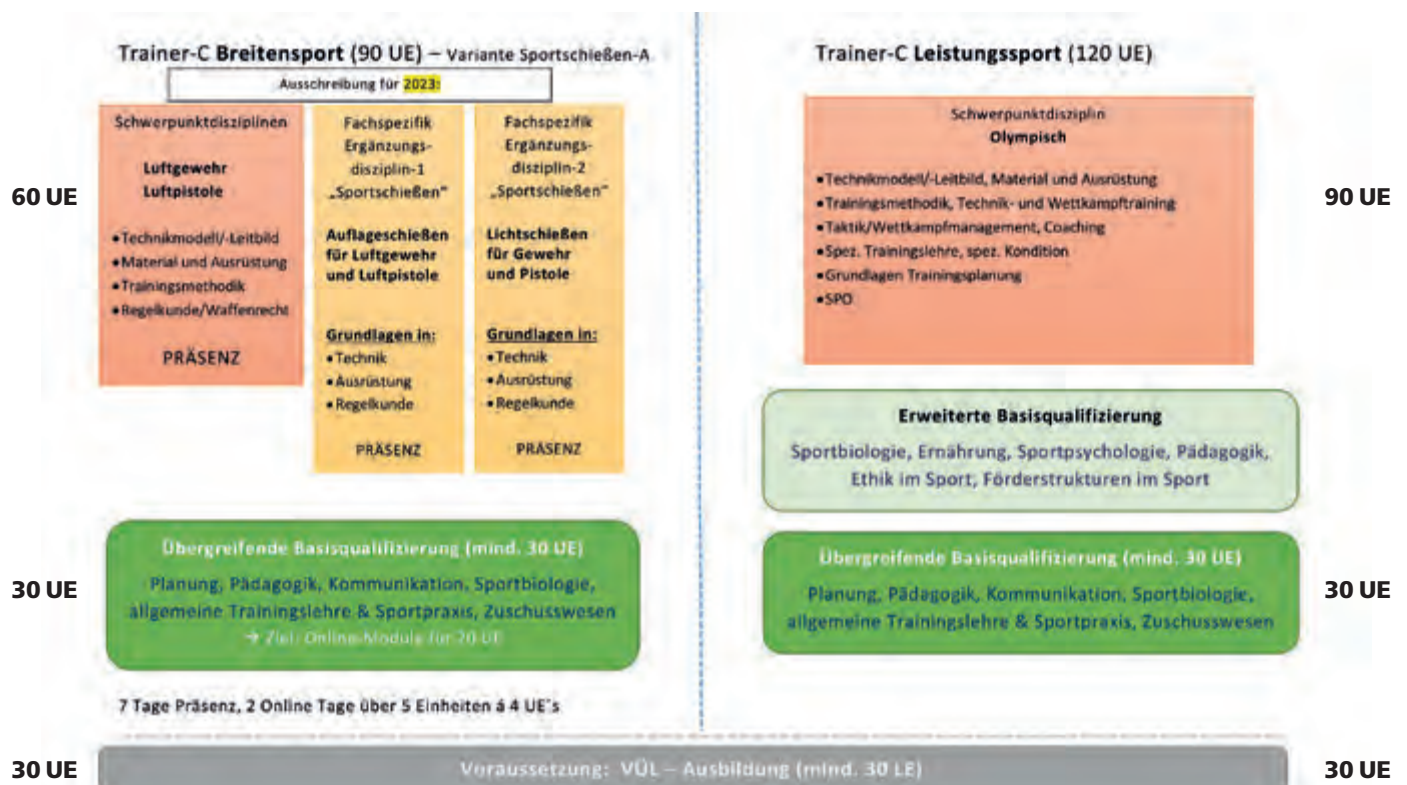 Trainer-C Breitensport (90 UE) – Variante Sportschießen-A
Ausschreibung für 2023:
60 UE
Schwerpunktdisziplinen
Luftgewehr
Luftpistole
•Technikmodell/-Leitbild
•Material und Ausrüstung
•Trainingsmethodik
•Regelkunde/Waffenrecht
PRÄSENZ
Fachspezifik
Ergänzungs-
disziplin-1
„Sportschießen“
Auflageschießen
für Luftgewehr
und Luftpistole
Grundlagen in:
•Technik
•Ausrüstung
•Regelkunde
PRÄSENZ
Fachspezifik
Ergänzungs-
disziplin-2
„Sportschießen“
Lichtschießen
für Gewehr
und Pistole
Grundlagen in:
•Technik
•Ausrüstung
•Regelkunde
PRÄSENZ
30 UE
Übergreifende Basisqualifizierung (mind. 30 UE)
Planung, Pädagogik, Kommunikation, Sportbiologie,
allgemeine Trainingslehre & Sportpraxis, Zuschusswesen
→ Ziel: Online-Module für 20 UE
7 Tage Präsenz, 2 Online Tage über 5 Einheiten á 4 UE´s
Trainer-C Leistungssport (120 UE)
90 UE
Schwerpunktdisziplin
Olympisch
•Technikmodell/-Leitbild, Material und Ausrüstung
•Trainingsmethodik, Technik- und Wettkampftraining
•Taktik/Wettkampfmanagement, Coaching
•Spez. Trainingslehre, spez. Kondition
•Grundlagen Trainingsplanung
•SPO
Erweiterte Basisqualifizierung
Sportbiologie, Ernährung, Sportpsychologie, Pädagogik,
Ethik im Sport, Förderstrukturen im Sport
Übergreifende Basisqualifizierung (mind. 30 UE)
Planung, Pädagogik, Kommunikation, Sportbiologie,
allgemeine Trainingslehre & Sportpraxis, Zuschusswesen
30 UE
30 UE
Voraussetzung: VÜL – Ausbildung (mind. 30 LE)
30 UE